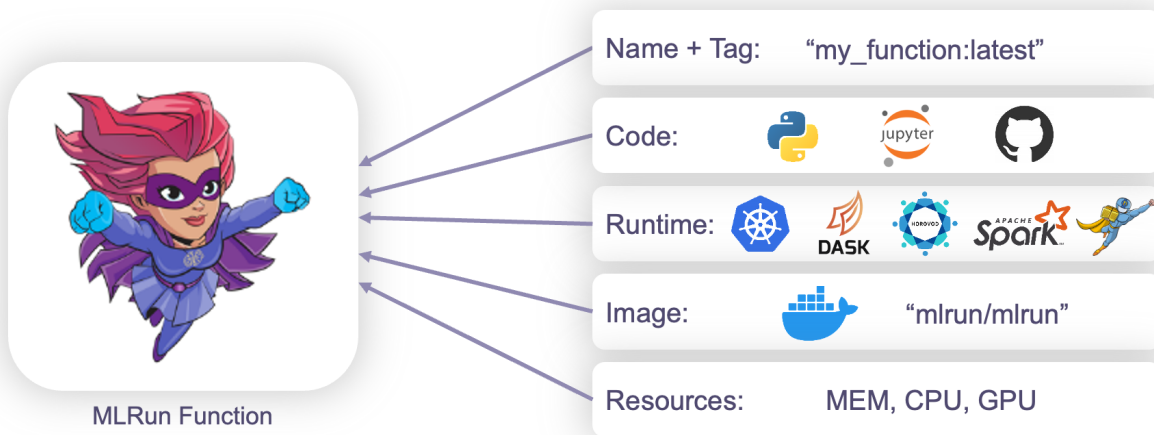 Name + Tag: “my_function:latest”
Code: jupyter
Runtime: DASK HOROVOD APACHE Spark
Image: “mlrun/mlrun”
Resources: MEM, CPU, GPU
MLRun Function